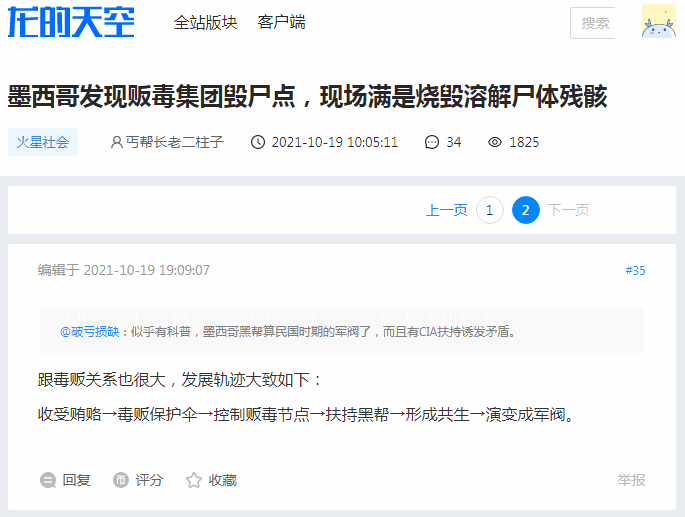 龙的天空 全站版块 客户端 搜索
墨西哥发现贩毒集团毁尸点，现场满是烧毁溶解尸体残骸
火星社会 丐帮长老二柱子 2021-10-19 10:05:11 34 1825
上一页 1 2 下一页
编辑于 2021-10-19 19:09:07 #35
@破亏损缺：似乎有科普，墨西哥黑帮算民国时期的军阀了，而且有CIA扶持诱发矛盾。
跟毒贩关系也很大，发展轨迹大致如下：
收受贿赂→毒贩保护伞→控制贩毒节点→扶持黑帮→形成共生→演变成军阀。
回复 评分 收藏 举报